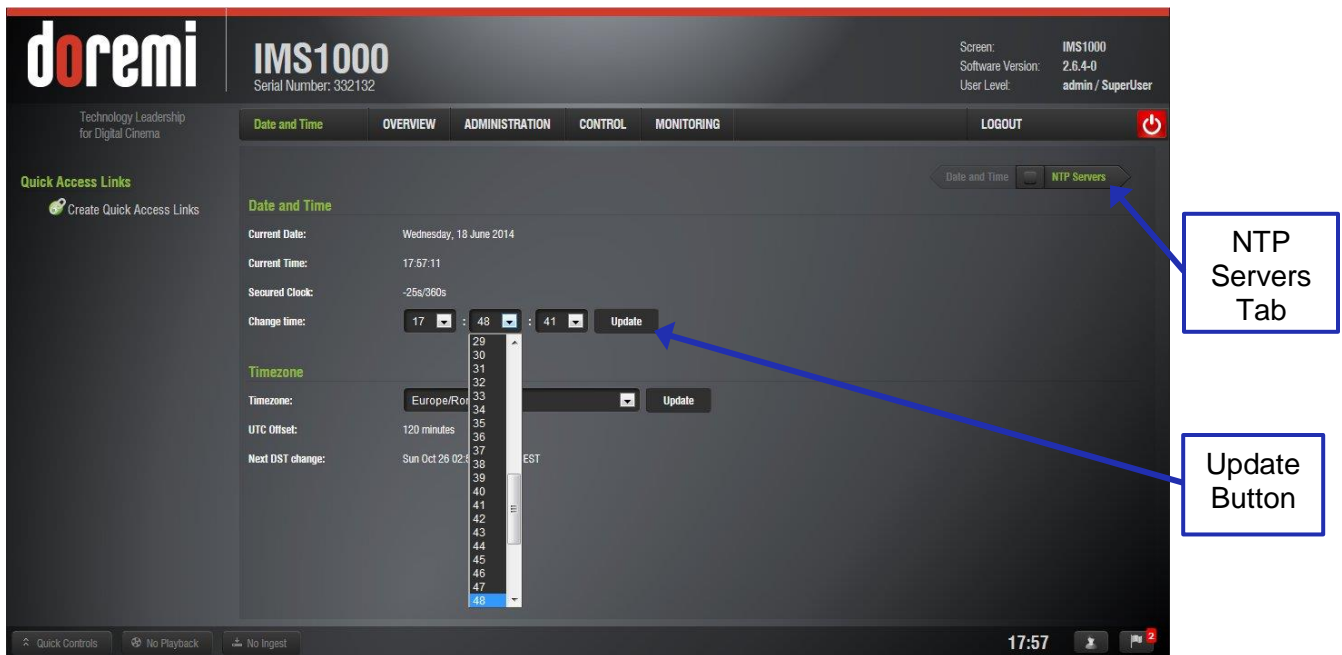 doremi
Technology Leadership
for Digital Cinema
IMS1000
Serial Number: 332132
Screen: IMS1000
Software Version: 2.6.4-0
User Level: admin / SuperUser
Date and Time OVERVIEW ADMINISTRATION CONTROL MONITORING LOGOUT
Quick Access Links
Create Quick Access Links
Date and Time NTP Servers
Date and Time
Current Date: Wednesday, 18 June 2014
Current Time: 17:57:11
Secured Clock: -25s/360s
Change time: 17 : 48 : 41 Update
29
30
31
32
33
34
35
36
37
38
39
40
41
42
43
44
45
46
47
48
Timezone
Timezone: Europe/ Update
UTC Offset: 120 minutes
Next DST change: Sun Oct 26 EST
NTP
Servers
Tab
Update
Button
Quick Controls No Playback No Ingest 17:57 2